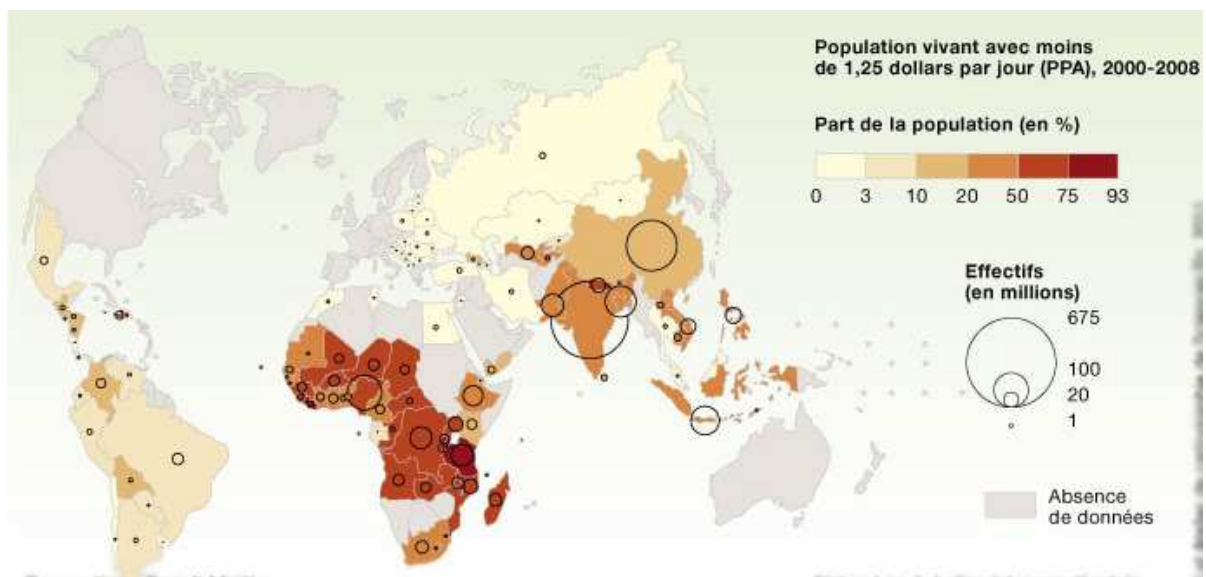 Population vivant avec moins
de 1,25 dollars par jour (PPA), 2000-2008
Part de la population (en %)
0 3 10 20 50 75 93
Effectifs
(en millions)
675
100
20
1
Absence
de données